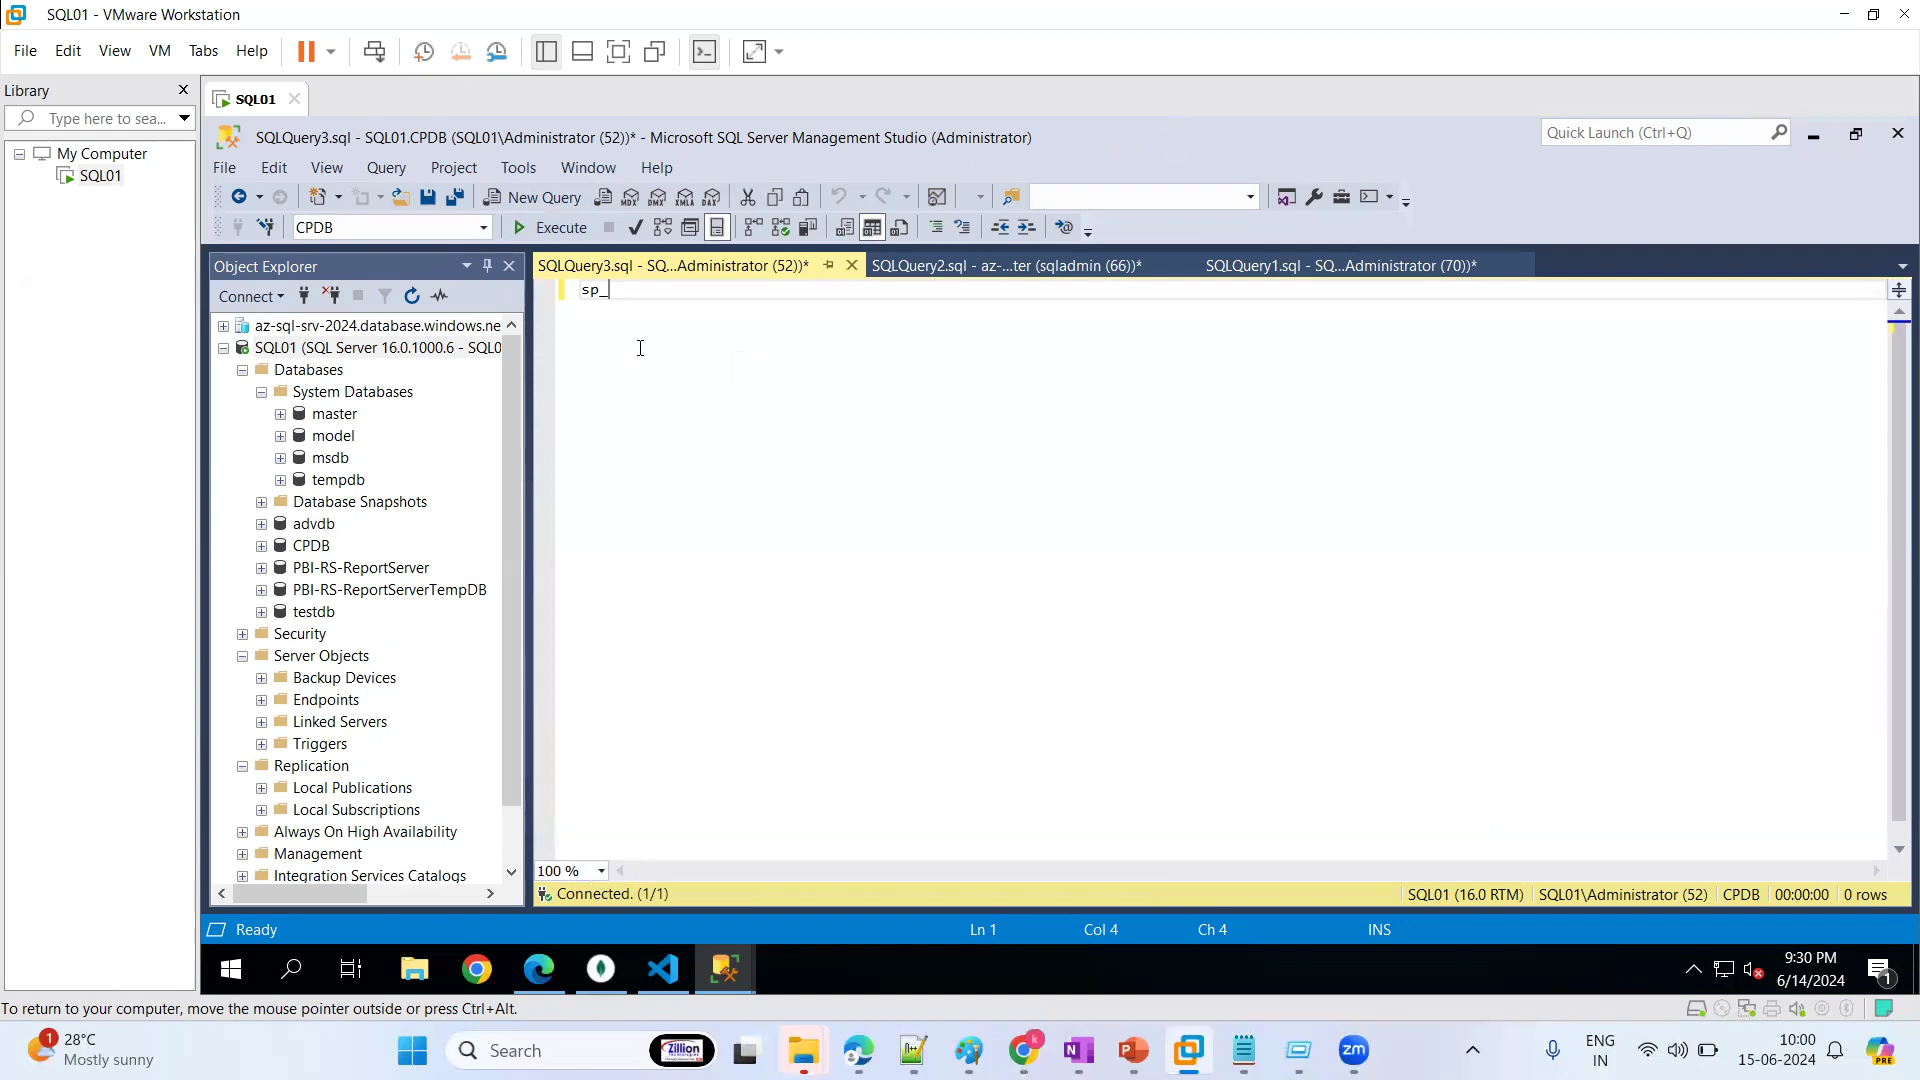 SQL01 - VMware Workstation
File Edit View VM Tabs Help
Library
Type here to sea...
My Computer
SQL01
SQL01
SQLQuery3.sql - SQL01.CPDB (SQL01\Administrator (52))* - Microsoft SQL Server Management Studio (Administrator)
Quick Launch (Ctrl+Q)
File Edit View Query Project Tools Window Help
New Query
MDX DMX XMLA DAX
CPDB
Execute
Object Explorer
SQLQuery3.sql - SQ...Administrator (52))*
SQLQuery2.sql - az-...ter (sqladmin (66))*
SQLQuery1.sql - SQ...Administrator (70))*
Connect
sp_
az-sql-srv-2024.database.windows.ne
SQL01 (SQL Server 16.0.1000.6 - SQL0
Databases
System Databases
master
model
msdb
tempdb
Database Snapshots
advdb
CPDB
PBI-RS-ReportServer
PBI-RS-ReportServerTempDB
testdb
Security
Server Objects
Backup Devices
Endpoints
Linked Servers
Triggers
Replication
Local Publications
Local Subscriptions
Always On High Availability
Management
Integration Services Catalogs
100 %
Connected. (1/1)
SQL01 (16.0 RTM) SQL01\Administrator (52) CPDB 00:00:00 0 rows
Ready
Ln 1 Col 4 Ch 4 INS
9:30 PM
6/14/2024
1
To return to your computer, move the mouse pointer outside or press Ctrl+Alt.
1
28°C
Mostly sunny
Search
Zillion
k
N
P
zm
ENG
IN
10:00
15-06-2024
PRE